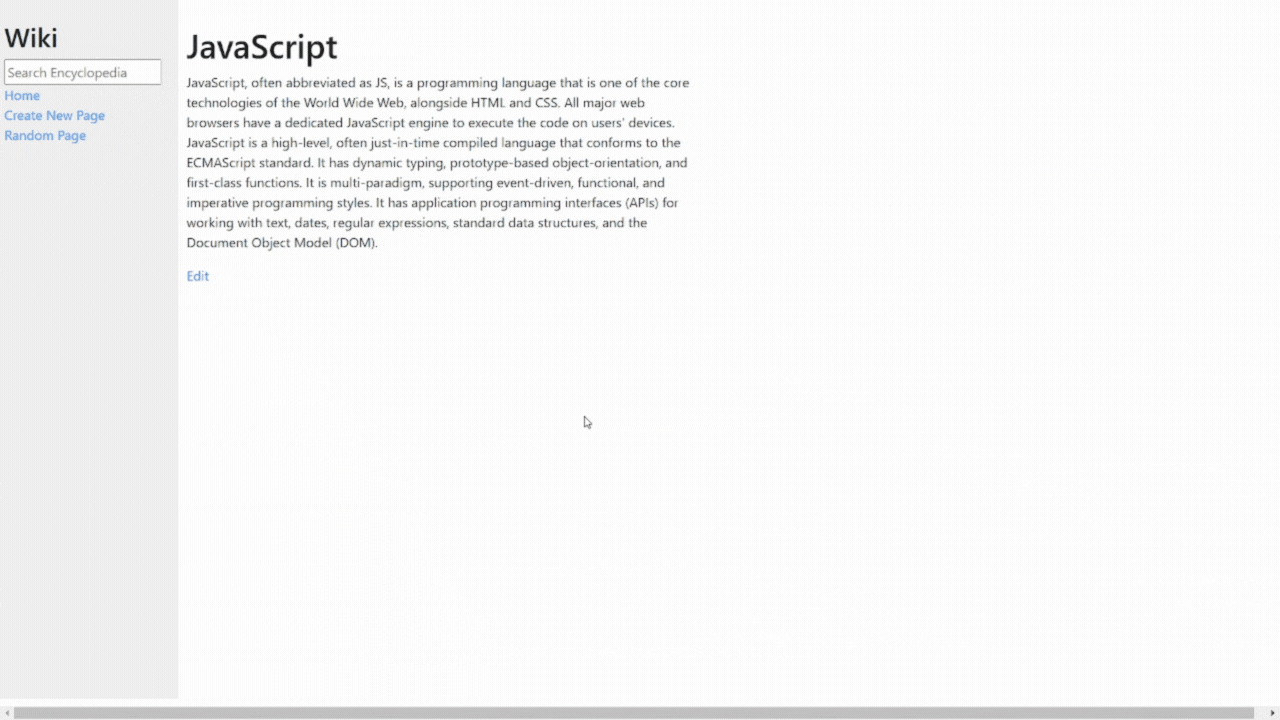 Wiki
Search Encyclopedia
Home
Create New Page
Random Page
JavaScript
JavaScript, often abbreviated as JS, is a programming language that is one of the core
technologies of the World Wide Web, alongside HTML and CSS. All major web
browsers have a dedicated JavaScript engine to execute the code on users' devices.
JavaScript is a high-level, often just-in-time compiled language that conforms to the
ECMAScript standard. It has dynamic typing, prototype-based object-orientation, and
first-class functions. It is multi-paradigm, supporting event-driven, functional, and
imperative programming styles. It has application programming interfaces (APIs) for
working with text, dates, regular expressions, standard data structures, and the
Document Object Model (DOM).
Edit